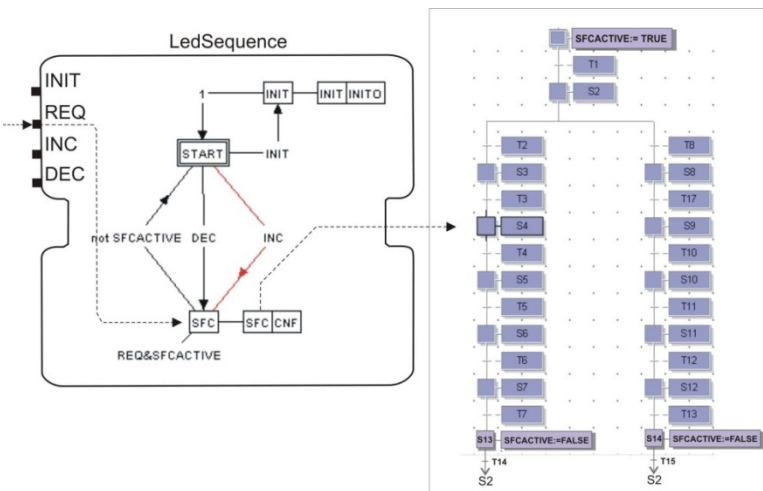 LedSequence
INIT
REQ
INC
DEC
1
INIT
INIT INITO
START
INIT
not SFCACTIVE
DEC
INC
SFC
SFC CNF
REQ&SFCACTIVE
SFCACTIVE:= TRUE
T1
S2
T2
S3
T3
S4
T4
S5
T5
S6
T6
S7
T7
S13
SFCACTIVE:=FALSE
T14
S2
T8
S8
T17
S9
T10
S10
T11
S11
T12
S12
T13
S14
SFCACTIVE:=FALSE
T15
S2